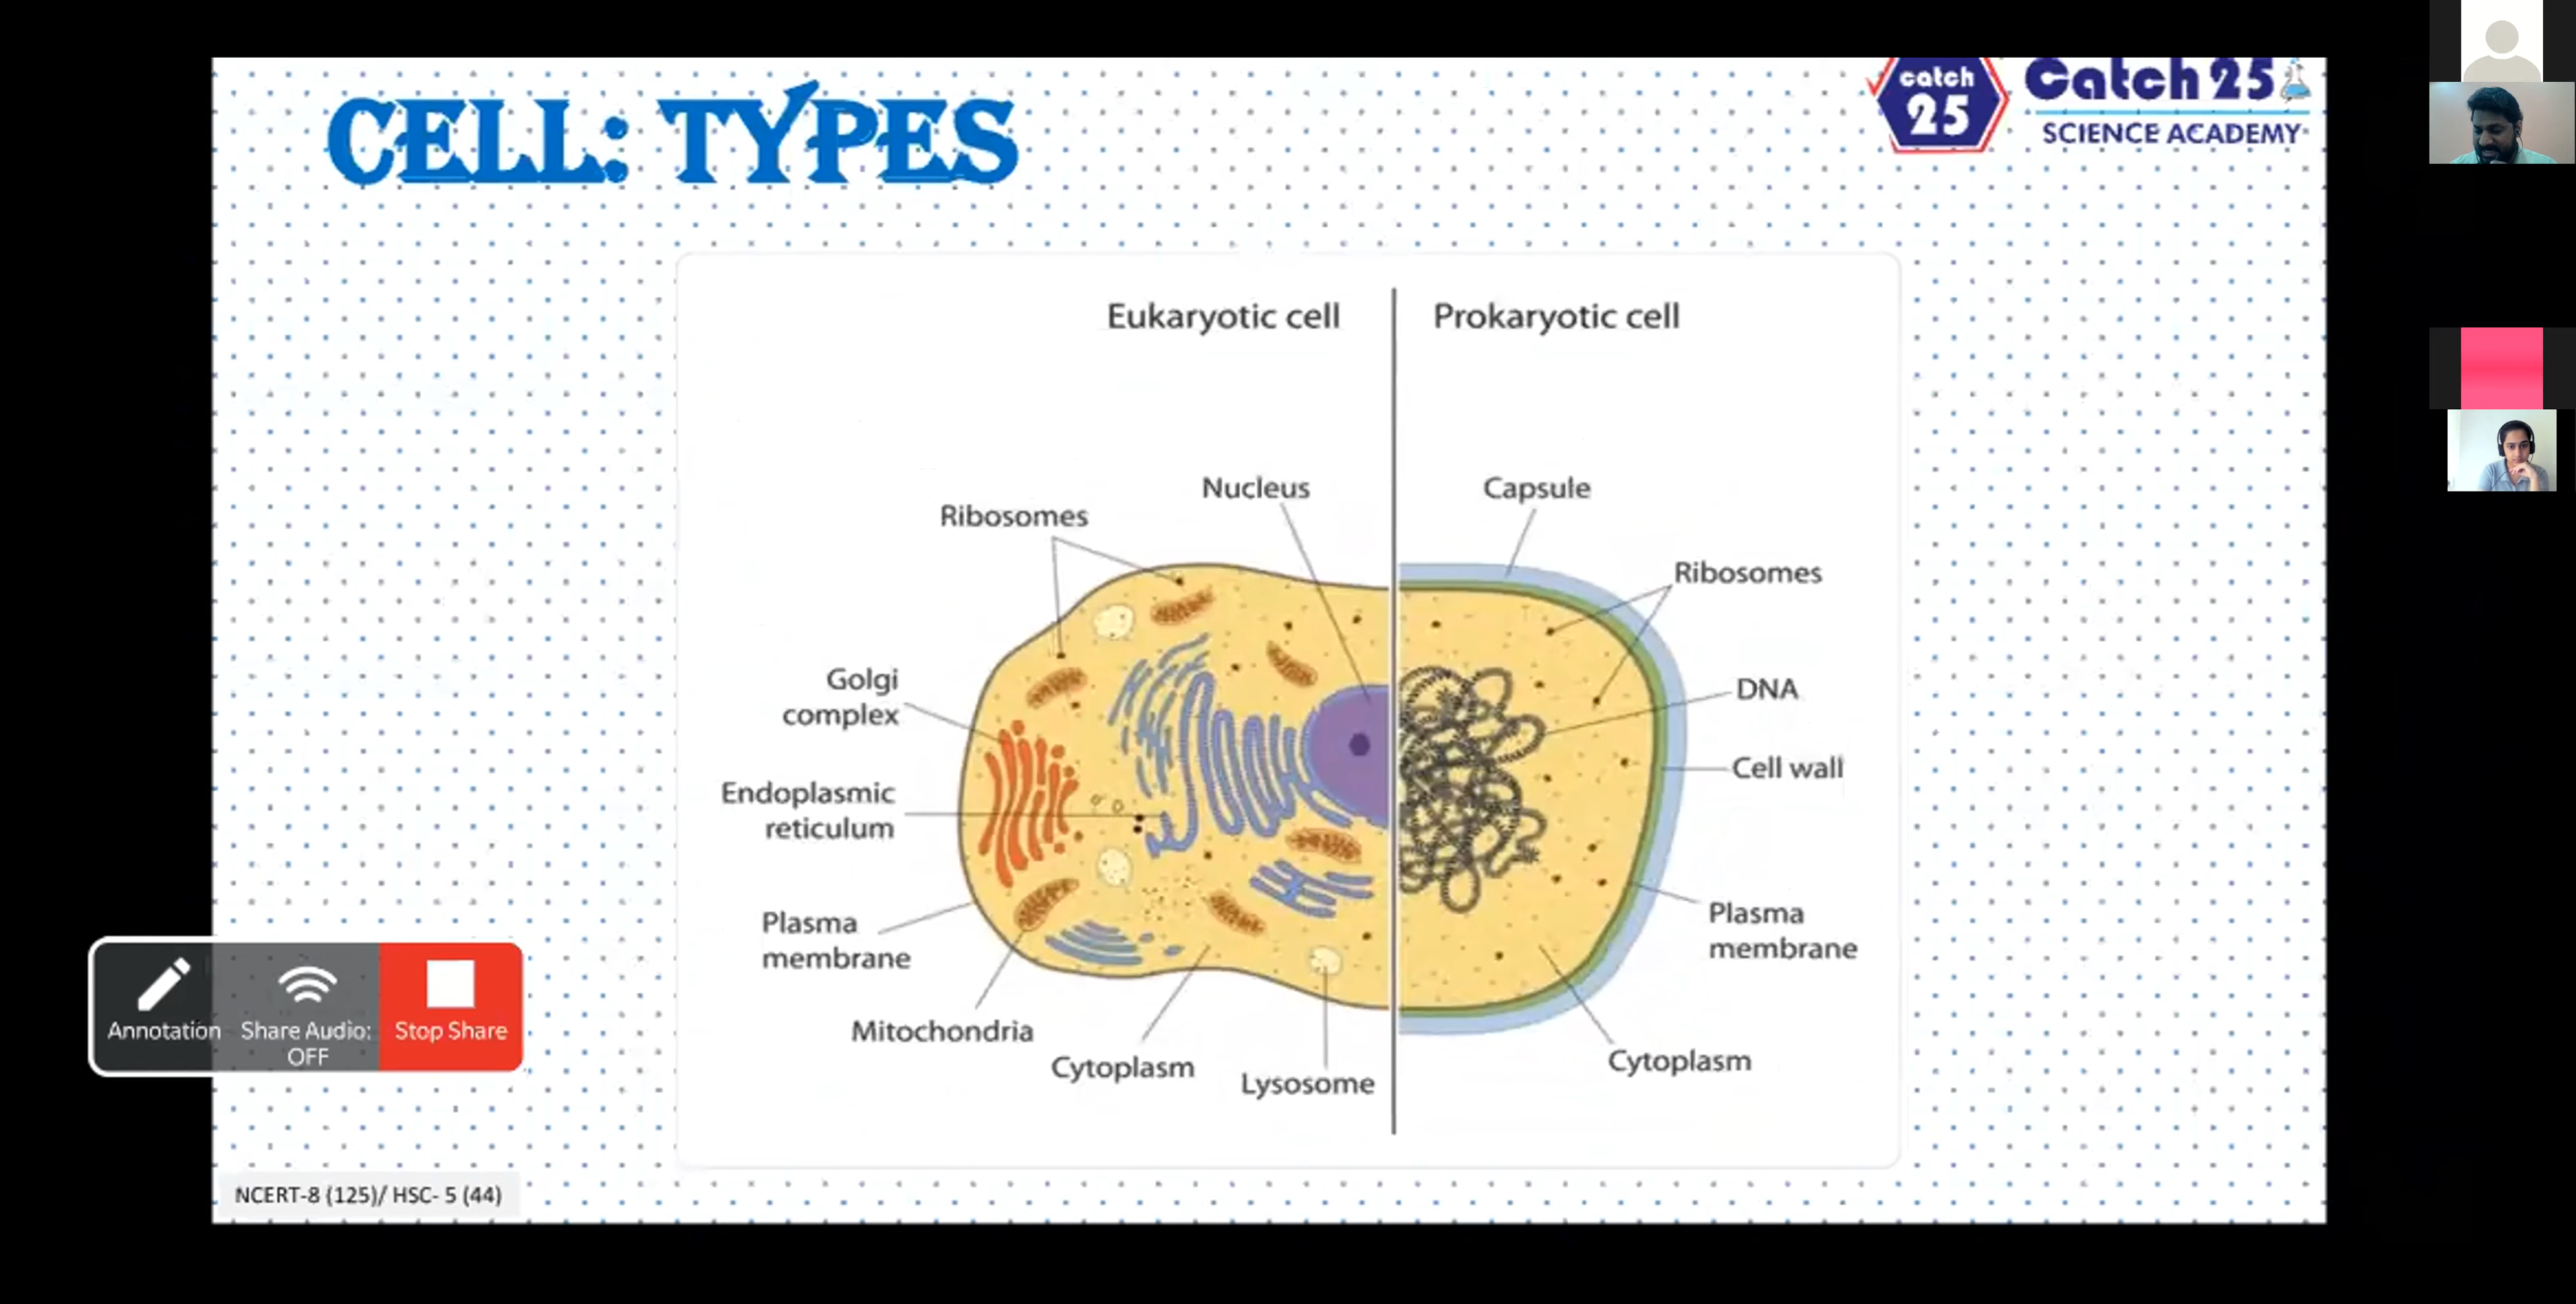 CELL: TYPES
catch
25
Catch 25
SCIENCE ACADEMY
Eukaryotic cell
Prokaryotic cell
Nucleus
Capsule
Ribosomes
Ribosomes
Golgi
complex
DNA
Cell wall
Endoplasmic
reticulum
Plasma
membrane
Plasma
membrane
Mitochondria
Cytoplasm
Lysosome
Cytoplasm
Annotation
Share Audio:
OFF
Stop Share
NCERT-8 (125)/ HSC- 5 (44)